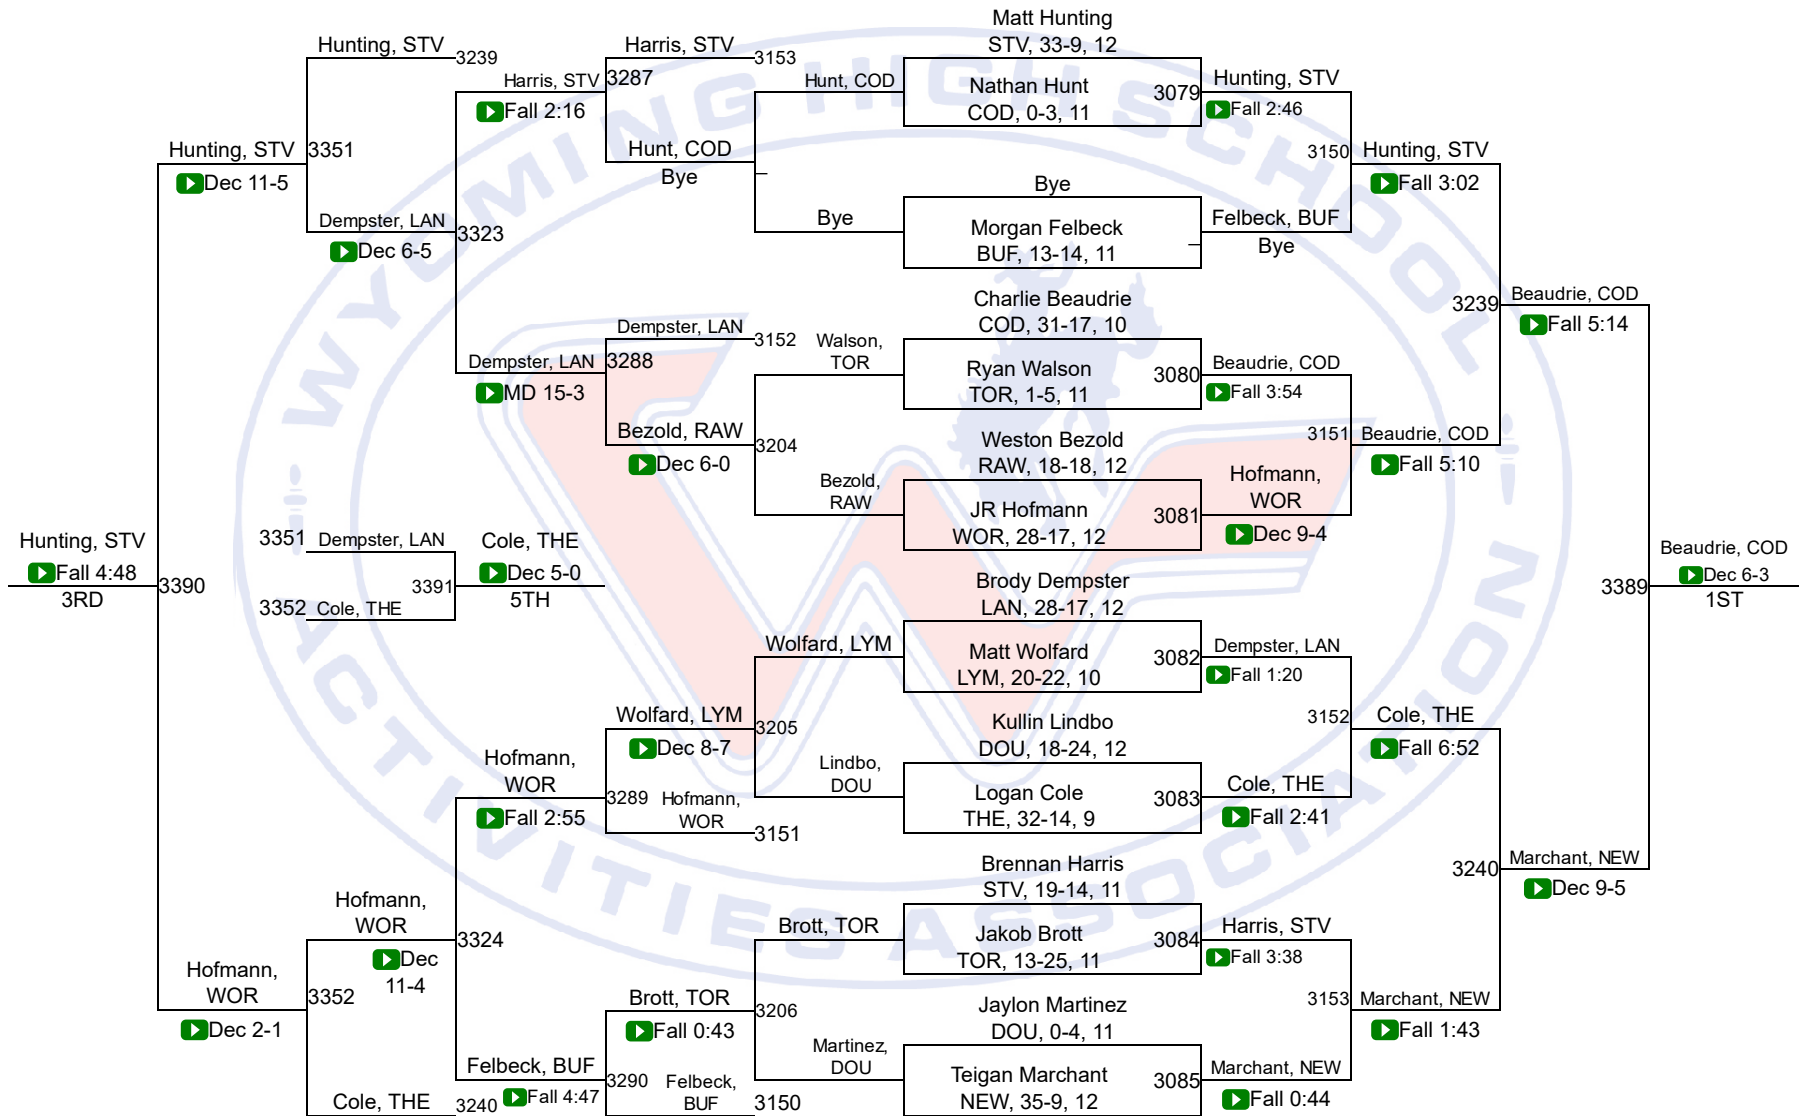 Matt Hunting
STV, 33-9, 12
Hunting, STV
3239
Harris, STV
3153
Harris, STV
3287
Fall 2:16
Hunt, COD
Nathan Hunt
COD, 0-3, 11
3079
Hunting, STV
Fall 2:46
Hunting, STV
3351
Dec 11-5
Hunt, COD
Bye
3150
Hunting, STV
Fall 3:02
Bye
Dempster, LAN
3323
Dec 6-5
Bye
Morgan Felbeck
BUF, 13-14, 11
Felbeck, BUF
Bye
Charlie Beaudrie
COD, 31-17, 10
3239
Beaudrie, COD
Fall 5:14
Dempster, LAN
3152
Walson,
TOR
Dempster, LAN
3288
MD 15-3
Ryan Walson
TOR, 1-5, 11
3080
Beaudrie, COD
Fall 3:54
Bezold, RAW
3204
Dec 6-0
Weston Bezold
RAW, 18-18, 12
3151
Beaudrie, COD
Fall 5:10
Bezold,
RAW
JR Hofmann
WOR, 28-17, 12
3081
Hofmann,
WOR
Dec 9-4
Hunting, STV
Fall 4:48
3RD
3390
3351
Dempster, LAN
3391
3352
Cole, THE
Cole, THE
Dec 5-0
5TH
Brody Dempster
LAN, 28-17, 12
3389
Beaudrie, COD
Dec 6-3
1ST
Wolfard, LYM
Matt Wolfard
LYM, 20-22, 10
3082
Dempster, LAN
Fall 1:20
Wolfard, LYM
3205
Dec 8-7
Kullin Lindbo
DOU, 18-24, 12
3152
Cole, THE
Fall 6:52
Hofmann,
WOR
3289
Fall 2:55
Hofmann,
WOR
3151
Lindbo,
DOU
Logan Cole
THE, 32-14, 9
3083
Cole, THE
Fall 2:41
Brennan Harris
STV, 19-14, 11
3240
Marchant, NEW
Dec 9-5
Hofmann,
WOR
3324
Dec
11-4
Brott, TOR
Jakob Brott
TOR, 13-25, 11
3084
Harris, STV
Fall 3:38
Hofmann,
WOR
3352
Dec 2-1
Brott, TOR
3206
Fall 0:43
Jaylon Martinez
DOU, 0-4, 11
3153
Marchant, NEW
Fall 1:43
Felbeck, BUF
3290
Fall 4:47
Felbeck,
BUF
3150
Martinez,
DOU
Teigan Marchant
NEW, 35-9, 12
3085
Marchant, NEW
Fall 0:44
Cole, THE
3240
WYOMING HIGH SCHOOL
ACTIVITIES ASSOCIATION